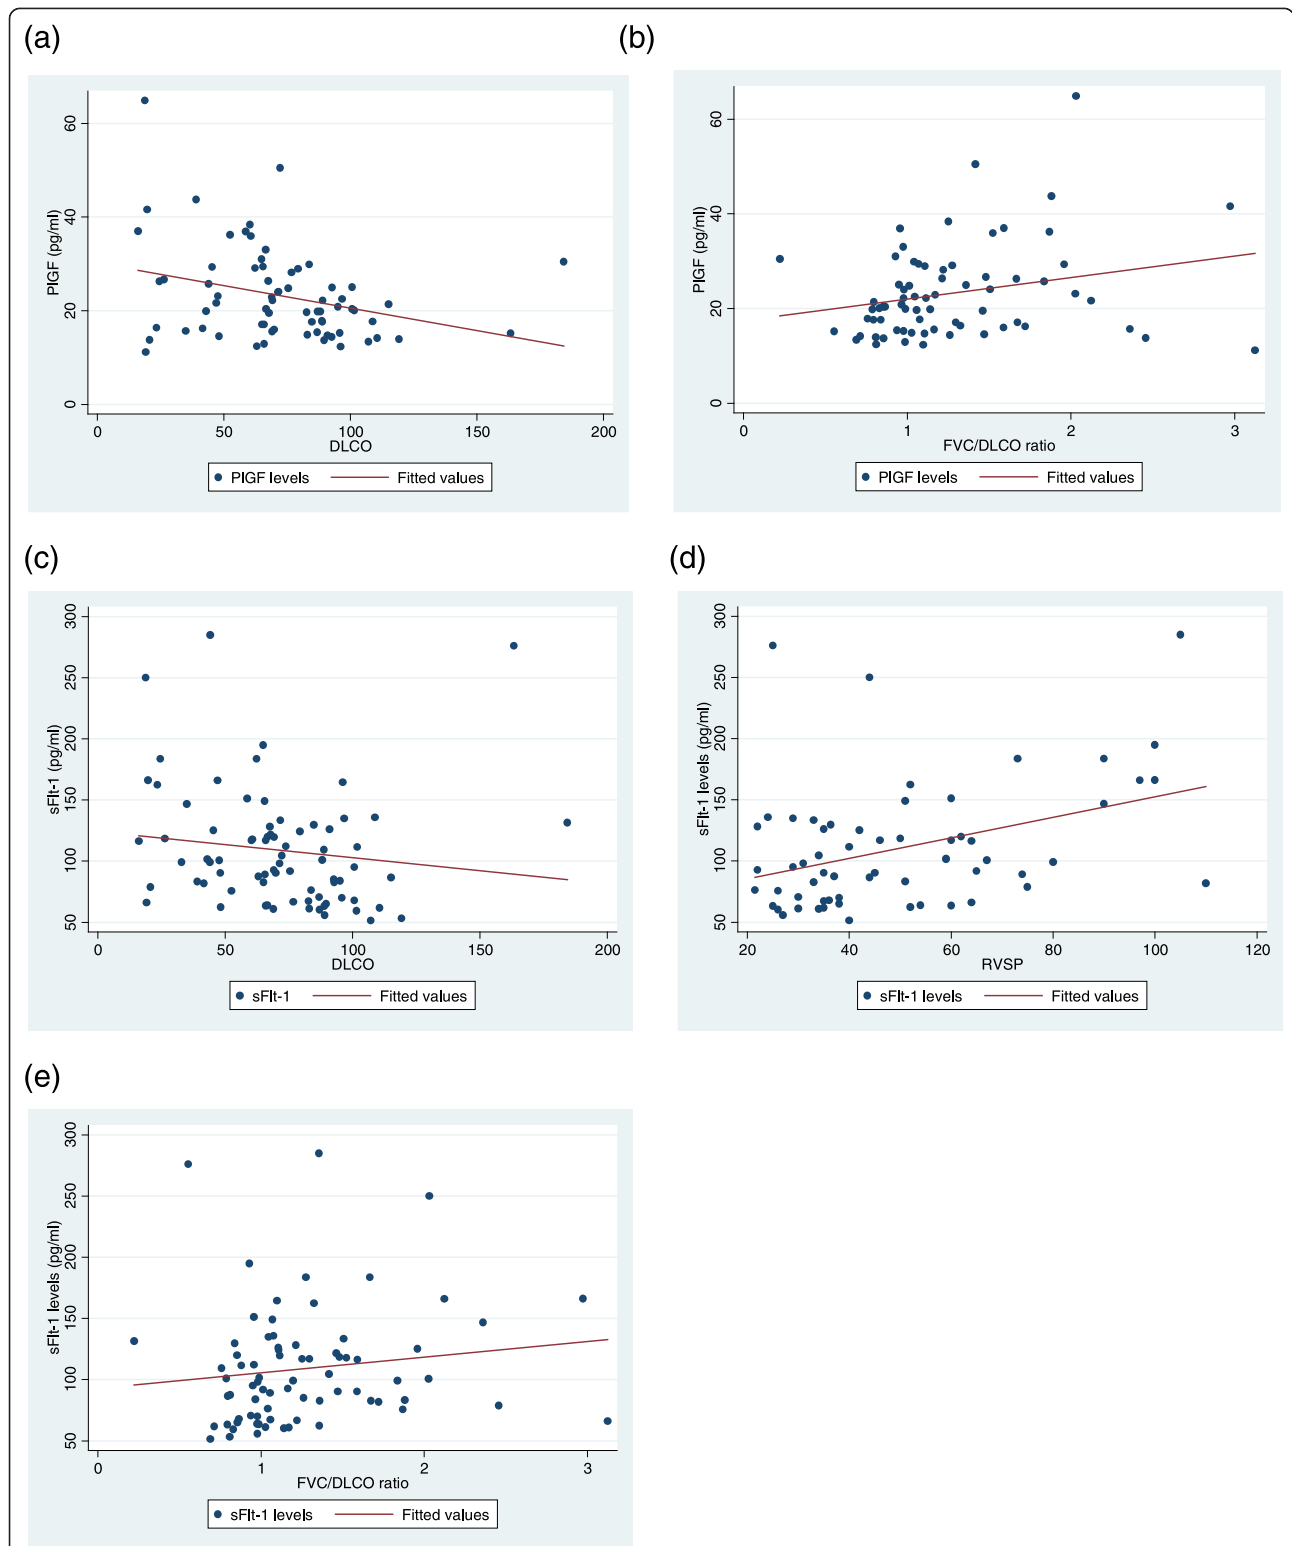 (a)
60
40
20
0
PlGF (pg/ml)
0 50 100 150 200
DLCO
PlGF levels Fitted values
(b)
60
40
20
0
PlGF (pg/ml)
0 1 2 3
FVC/DLCO ratio
PlGF levels Fitted values
(c)
300
250
200
150
100
50
sFlt-1 (pg/ml)
0 50 100 150 200
DLCO
sFlt-1 Fitted values
(d)
300
250
200
150
100
50
sFlt-1 levels (pg/ml)
20 40 60 80 100 120
RVSP
sFlt-1 levels Fitted values
(e)
300
250
200
150
100
50
sFlt-1 levels (pg/ml)
0 1 2 3
FVC/DLCO ratio
sFlt-1 levels Fitted values